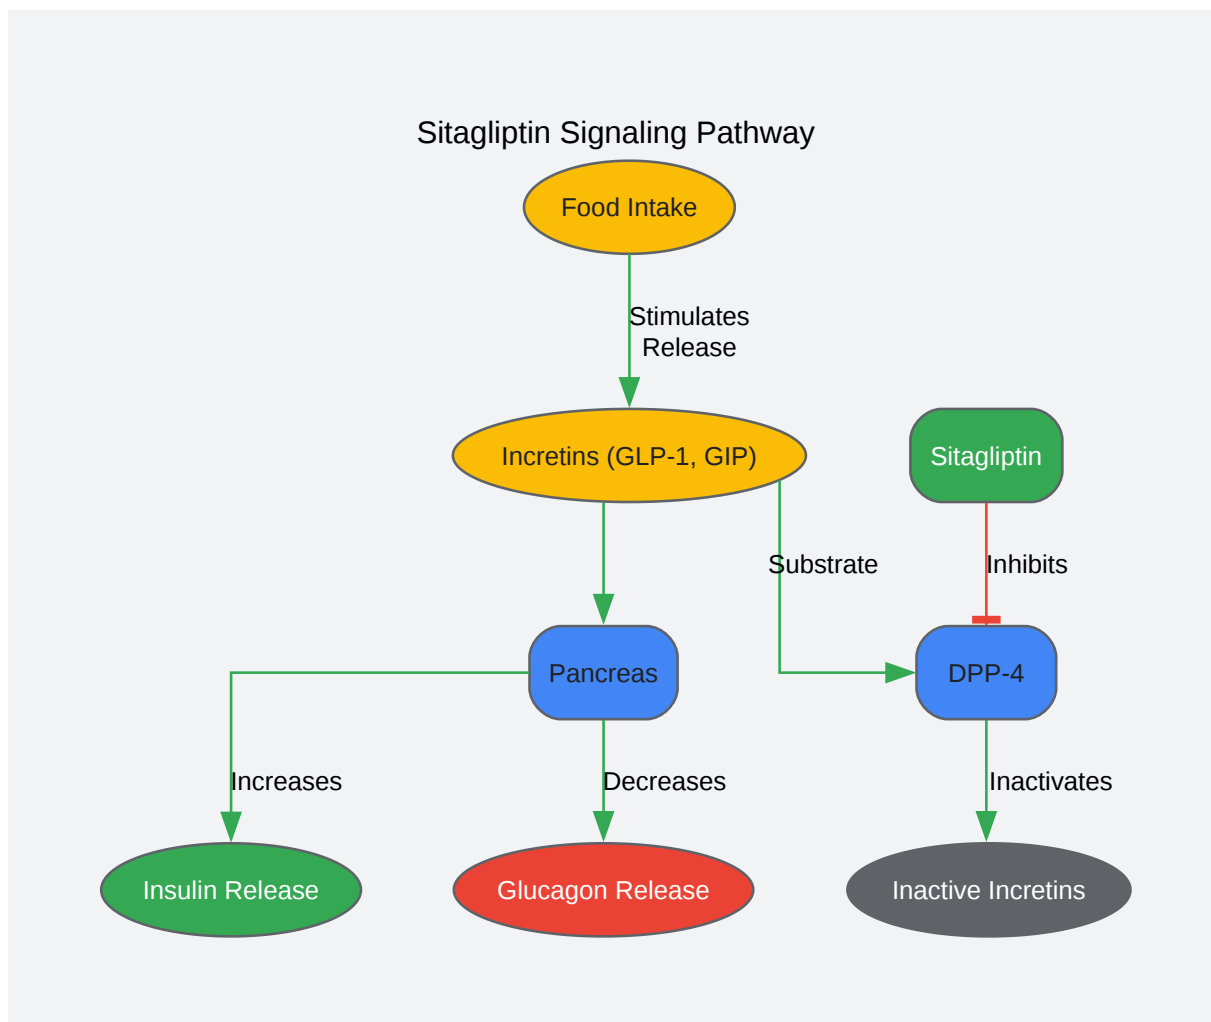 Sitagliptin Signaling Pathway
Food Intake
Stimulates
Release
Incretins (GLP-1, GIP)
Sitagliptin
Substrate
Inhibits
Pancreas
DPP-4
Increases
Decreases
Inactivates
Insulin Release
Glucagon Release
Inactive Incretins